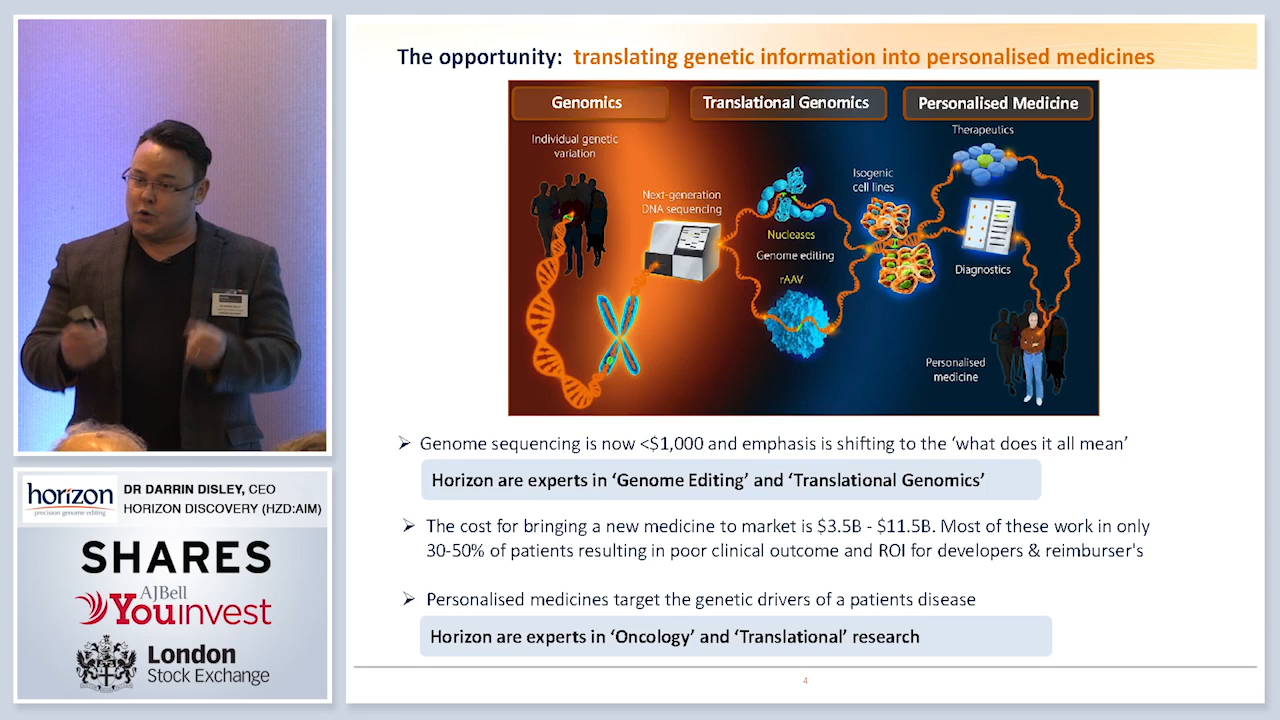 The opportunity: translating genetic information into personalised medicines
Genomics
Translational Genomics
Personalised Medicine
Individual genetic
variation
Next-generation
DNA sequencing
Nucleases
Genome editing
rAAV
Isogenic
cell lines
Therapeutics
Diagnostics
Personalised
medicine
➢ Genome sequencing is now <$1,000 and emphasis is shifting to the ‘what does it all mean’
Horizon are experts in ‘Genome Editing’ and ‘Translational Genomics’
➢ The cost for bringing a new medicine to market is $3.5B - $11.5B. Most of these work in only
30-50% of patients resulting in poor clinical outcome and ROI for developers & reimburser's
➢ Personalised medicines target the genetic drivers of a patients disease
Horizon are experts in ‘Oncology’ and ‘Translational’ research
4
horizon
precision genome editing
DR DARRIN DISLEY, CEO
HORIZON DISCOVERY (HZD:AIM)
SHARES
AJBell
Youinvest
London
Stock Exchange